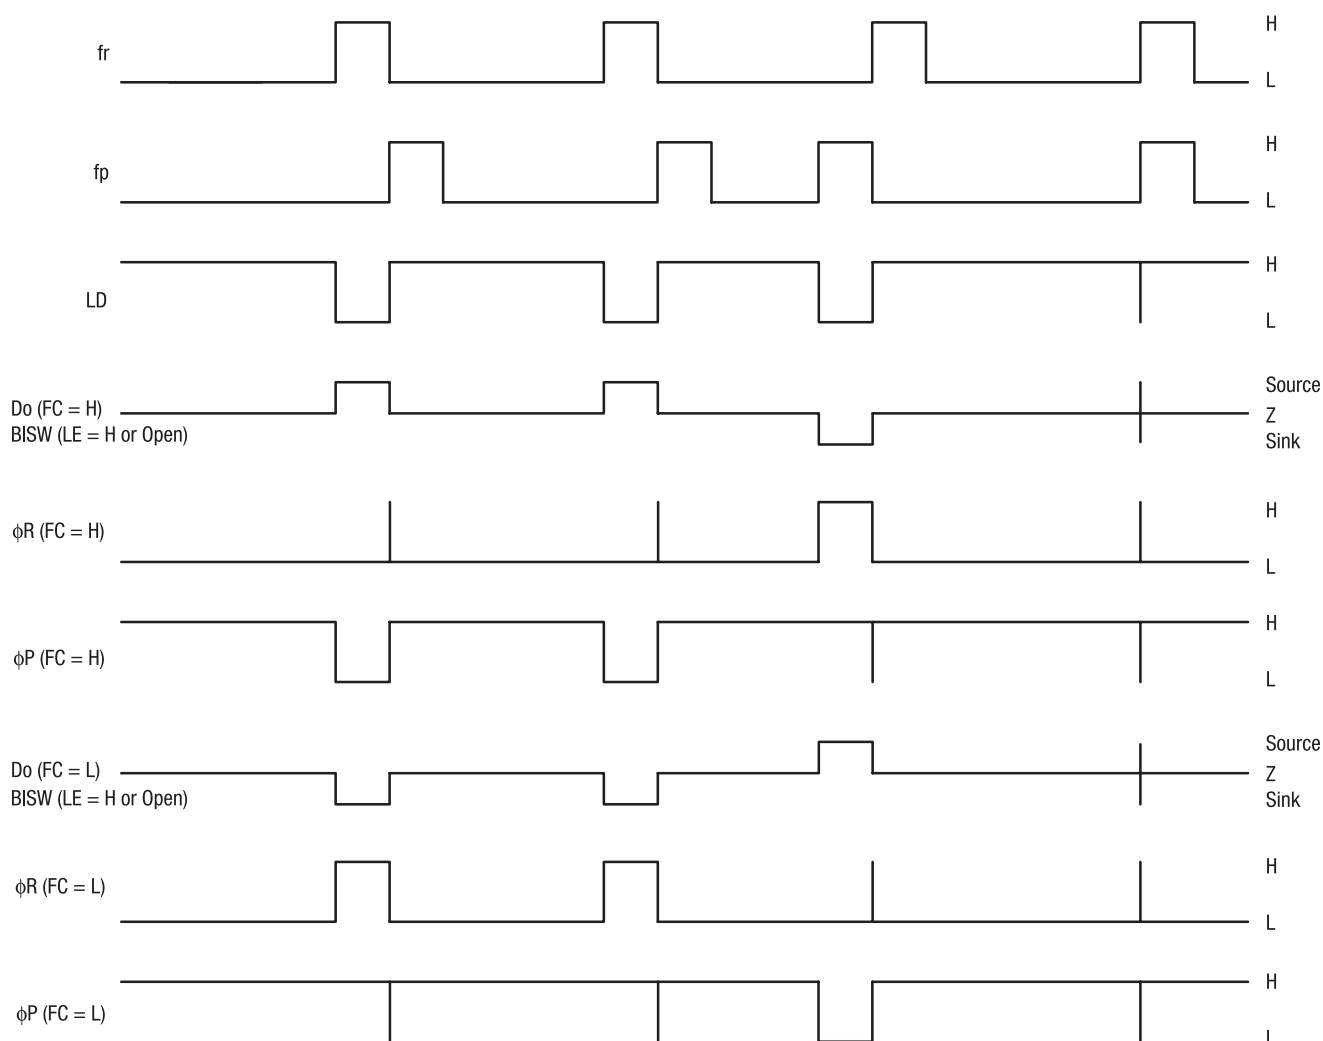 H
fr
L
H
fp
L
H
LD
L
Source
Do (FC = H)
Z
BISW (LE = H or Open)
Sink
H
ϕR (FC = H)
L
H
ϕP (FC = H)
L
Source
Do (FC = L)
Z
BISW (LE = H or Open)
Sink
H
ϕR (FC = L)
L
H
ϕP (FC = L)
L